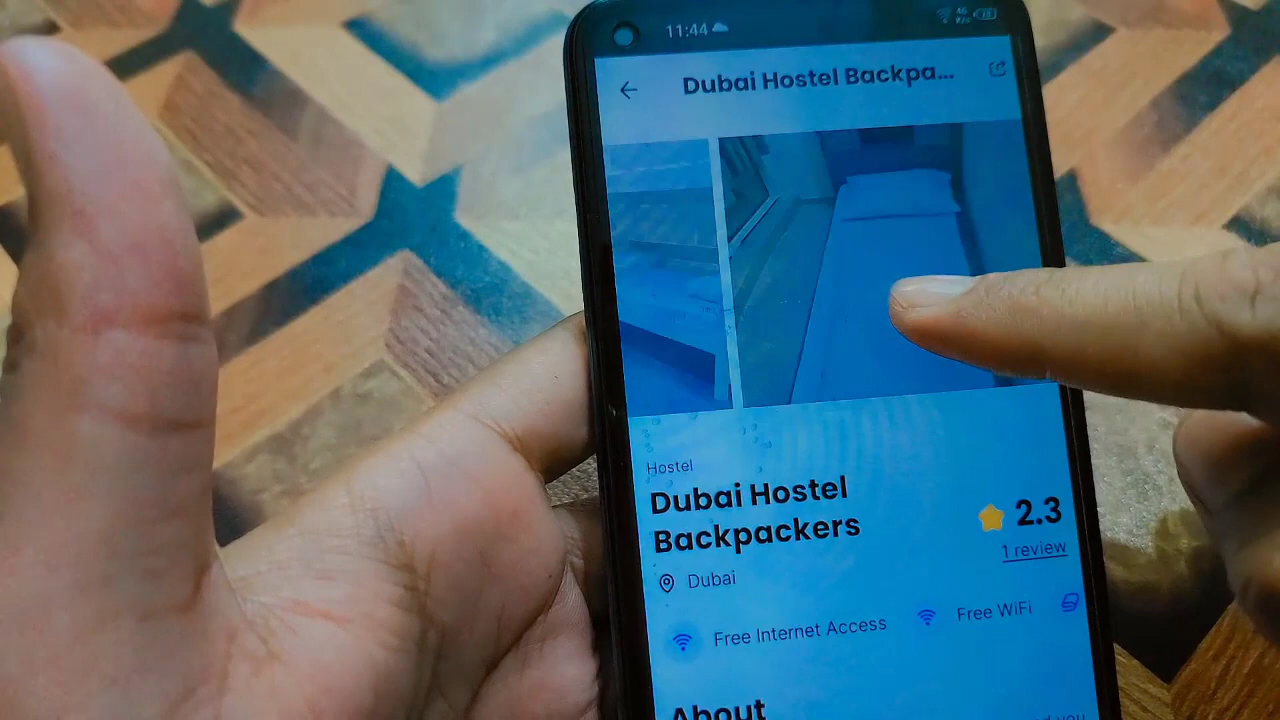 11:44
Dubai Hostel Backpa...
Hostel
Dubai Hostel
Backpackers
2.3
1 review
Dubai
Free Internet Access
Free WiFi
About